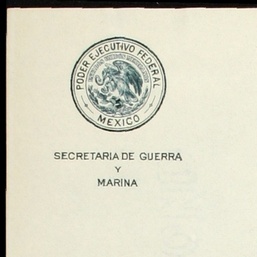 PODER EJECUTIVO FEDERAL
MEXICO
SECRETARIA DE GUERRA
Y
MARINA